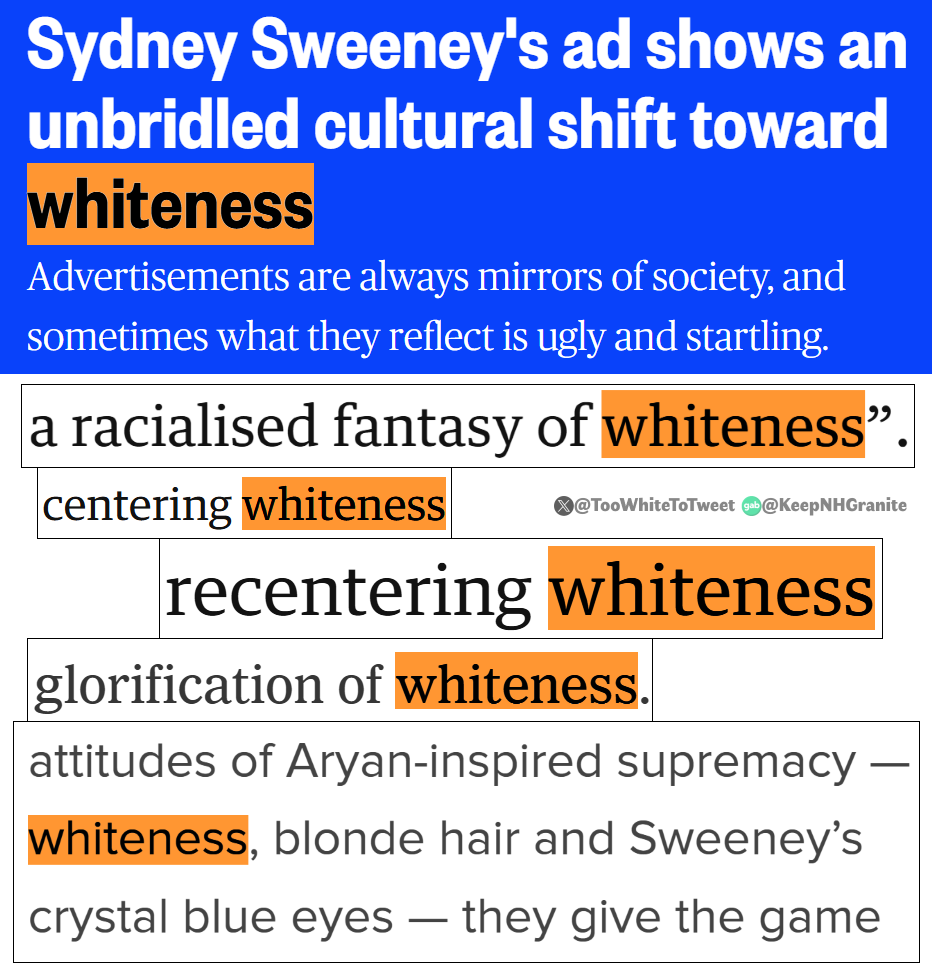 Sydney Sweeney's ad shows an
unbridled cultural shift toward
whiteness
Advertisements are always mirrors of society, and
sometimes what they reflect is ugly and startling.
a racialised fantasy of whiteness”.
centering whiteness
X@TooWhiteToTweet gab@KeepNHGranite
recentering whiteness
glorification of whiteness.
attitudes of Aryan-inspired supremacy —
whiteness, blonde hair and Sweeney’s
crystal blue eyes — they give the game